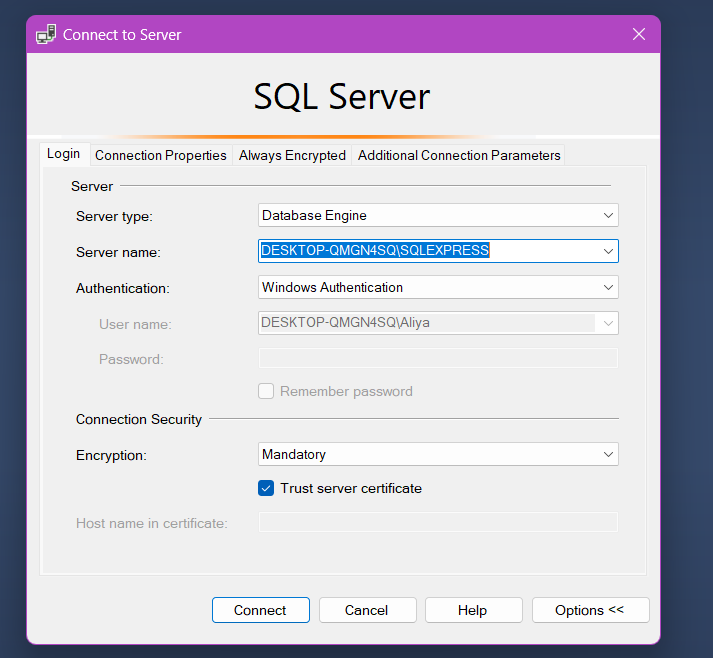 Connect to Server
SQL Server
Login Connection Properties Always Encrypted Additional Connection Parameters
Server
Server type: Database Engine
Server name: DESKTOP-QMGN4SQ\SQLEXPRESS
Authentication: Windows Authentication
User name: DESKTOP-QMGN4SQ\Aliya
Password:
Remember password
Connection Security
Encryption: Mandatory
Trust server certificate
Host name in certificate:
Connect Cancel Help Options <<